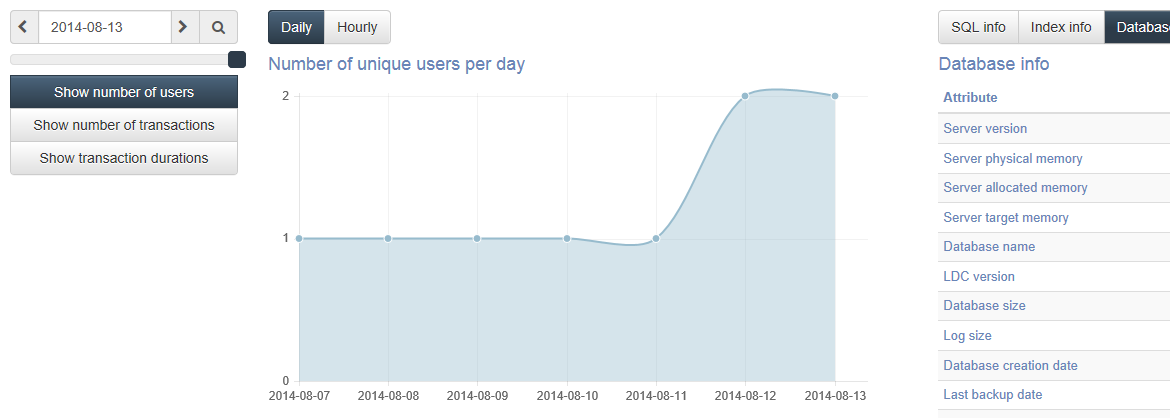 2014-08-13
Show number of users
Show number of transactions
Show transaction durations
Daily Hourly
Number of unique users per day
2
1
0
2014-08-07 2014-08-08 2014-08-09 2014-08-10 2014-08-11 2014-08-12 2014-08-13
SQL info Index info Database
Database info
Attribute
Server version
Server physical memory
Server allocated memory
Server target memory
Database name
LDC version
Database size
Log size
Database creation date
Last backup date